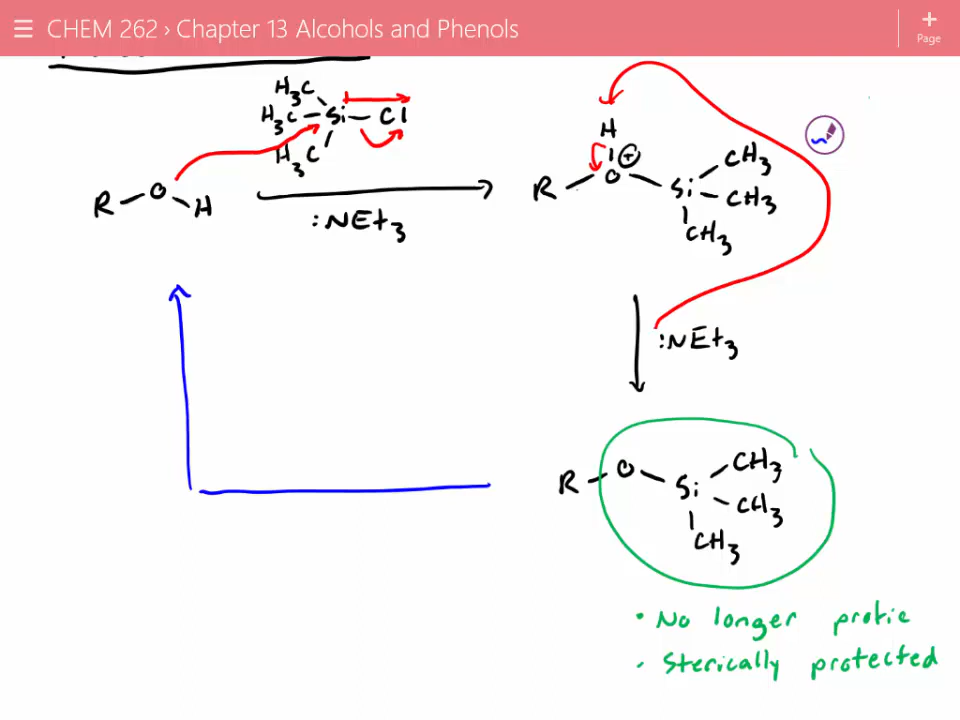 CHEM 262 › Chapter 13 Alcohols and Phenols
+
Page
H3C
H3C Si Cl
H3C
R O H
:NEt3
H
O +
R Si CH3
CH3
CH3
:NEt3
R O Si CH3
CH3
CH3
• No longer protic
• Sterically protected